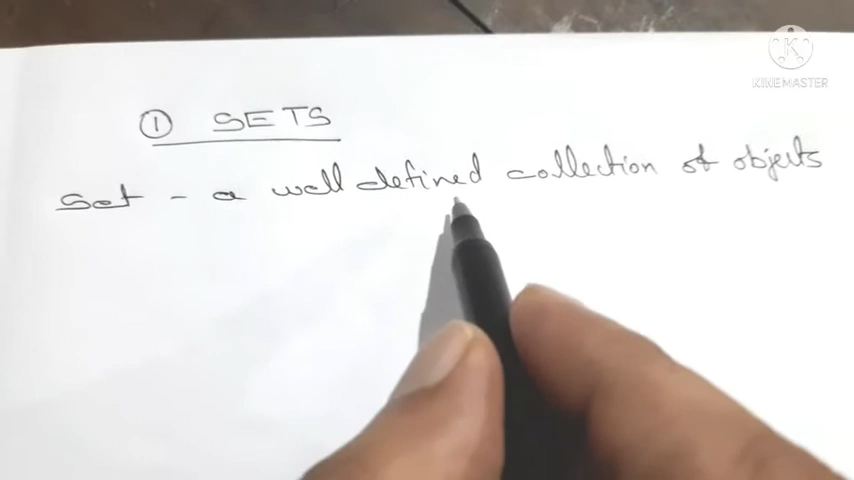 ① SETS
Set - a well defined collection of objects
KINEMASTER